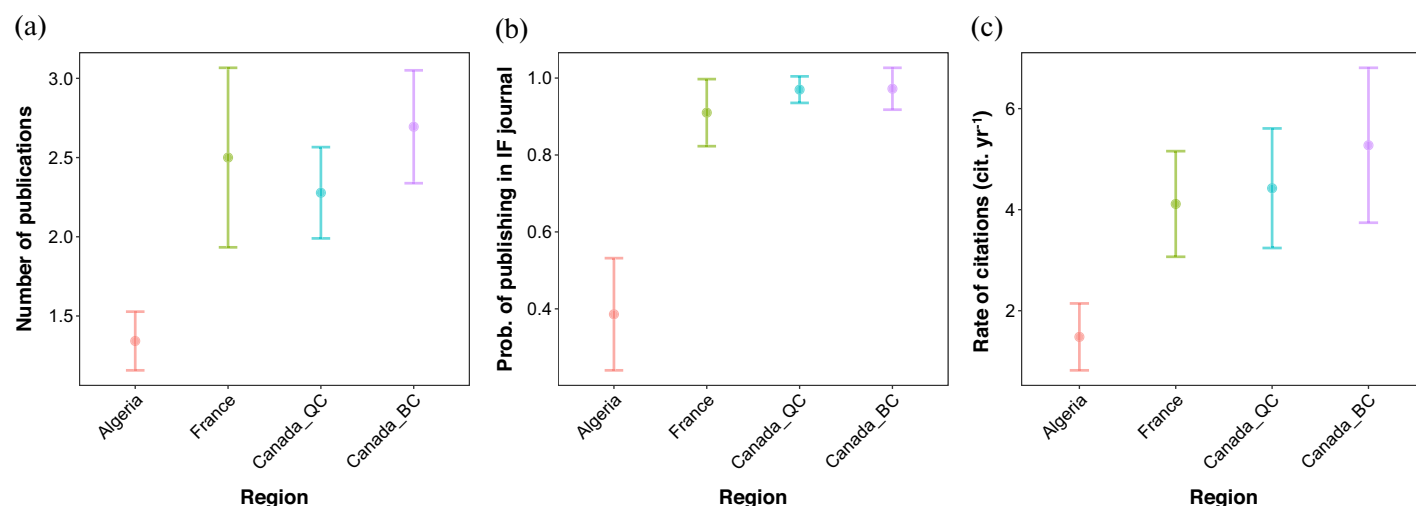 (a)
Number of publications
3.0
2.5
2.0
1.5
Algeria
France
Canada_QC
Canada_BC
Region
(b)
Prob. of publishing in IF journal
1.0
0.8
0.6
0.4
Algeria
France
Canada_QC
Canada_BC
Region
(c)
Rate of citations (cit. yr⁻¹)
6
4
2
Algeria
France
Canada_QC
Canada_BC
Region